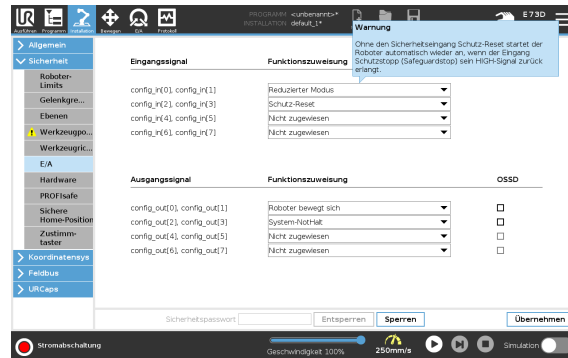 PROGRAMM <unbenannt>*
INSTALLATION default_1*
E73D
Ausführen Programm Installation Bewegen E/A Protokoll
Warnung
Ohne den Sicherheitseingang Schutz-Reset startet der
Roboter automatisch wieder an, wenn der Eingang
Schutzstopp (Safeguardstop) sein HIGH-Signal zurück
erlangt.
Allgemein
Sicherheit
Roboter-
Limits
Gelenkgre...
Ebenen
Werkzeugpo...
Werkzeugric...
E/A
Hardware
PROFIsafe
Sichere
Home-Position
Zustimm-
taster
Koordinatensys
Feldbus
URCaps
Eingangssignal Funktionszuweisung
config_in[0], config_in[1] Reduzierter Modus
config_in[2], config_in[3] Schutz-Reset
config_in[4], config_in[5] Nicht zugewiesen
config_in[6], config_in[7] Nicht zugewiesen
Ausgangssignal Funktionszuweisung OSSD
config_out[0], config_out[1] Roboter bewegt sich
config_out[2], config_out[3] System-NotHalt
config_out[4], config_out[5] Nicht zugewiesen
config_out[6], config_out[7] Nicht zugewiesen
Sicherheitspasswort Entsperren Sperren Übernehmen
Stromabschaltung
Geschwindigkeit 100%
250mm/s
Simulation